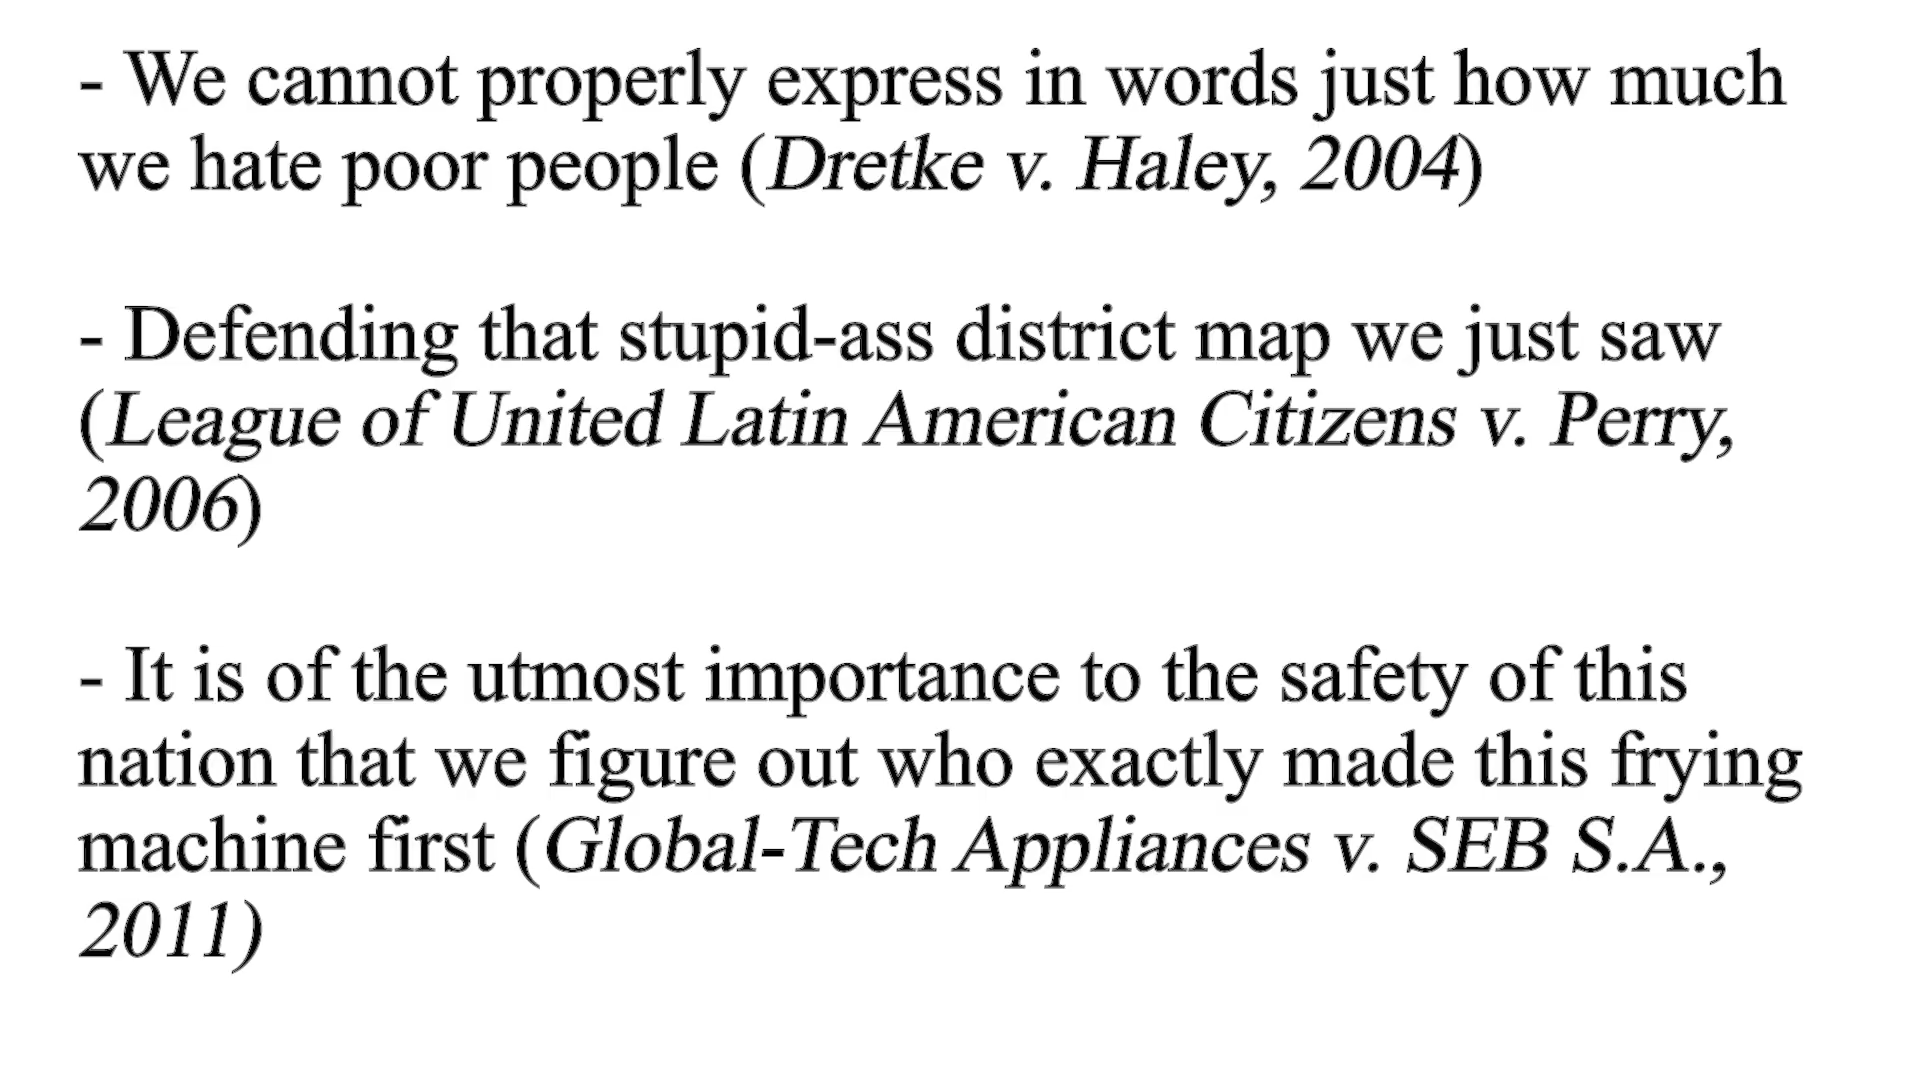 - We cannot properly express in words just how much
we hate poor people (Dretke v. Haley, 2004)
- Defending that stupid-ass district map we just saw
(League of United Latin American Citizens v. Perry,
2006)
- It is of the utmost importance to the safety of this
nation that we figure out who exactly made this frying
machine first (Global-Tech Appliances v. SEB S.A.,
2011)